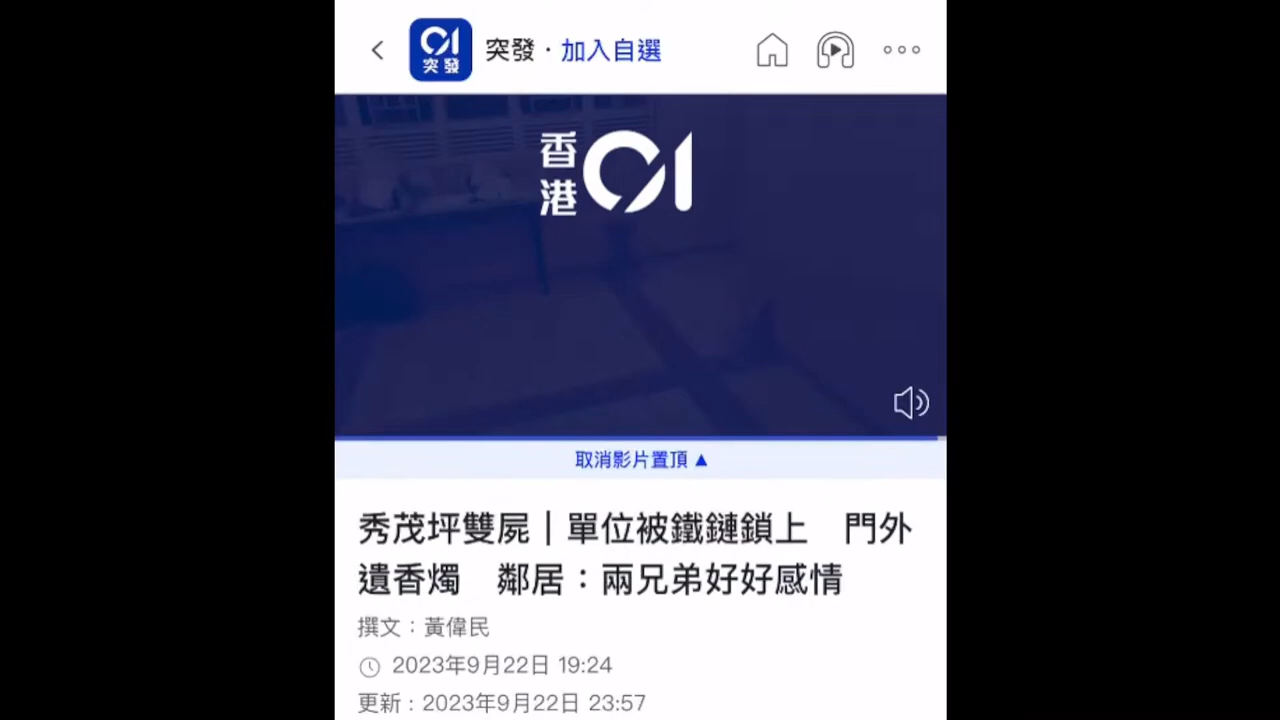 01
突發
突發·加入自選
香港01
取消影片置頂▲
秀茂坪雙屍｜單位被鐵鏈鎖上　門外
遺香燭　鄰居：兩兄弟好好感情
撰文：黃偉民
2023年9月22日 19:24
更新：2023年9月22日 23:57